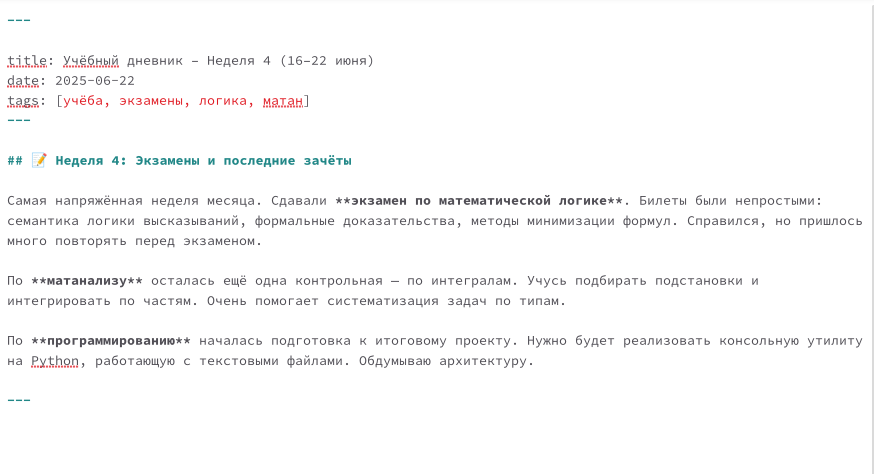 ---
title: Учёбный дневник – Неделя 4 (16–22 июня)
date: 2025-06-22
tags: [учёба, экзамены, логика, матан]
---
## 📝 Неделя 4: Экзамены и последние зачёты
Самая напряжённая неделя месяца. Сдавали **экзамен по математической логике**. Билеты были непростыми:
семантика логики высказываний, формальные доказательства, методы минимизации формул. Справился, но пришлось
много повторять перед экзаменом.
По **матанализу** осталась ещё одна контрольная — по интегралам. Учусь подбирать подстановки и
интегрировать по частям. Очень помогает систематизация задач по типам.
По **программированию** началась подготовка к итоговому проекту. Нужно будет реализовать консольную утилиту
на Python, работающую с текстовыми файлами. Обдумываю архитектуру.
---